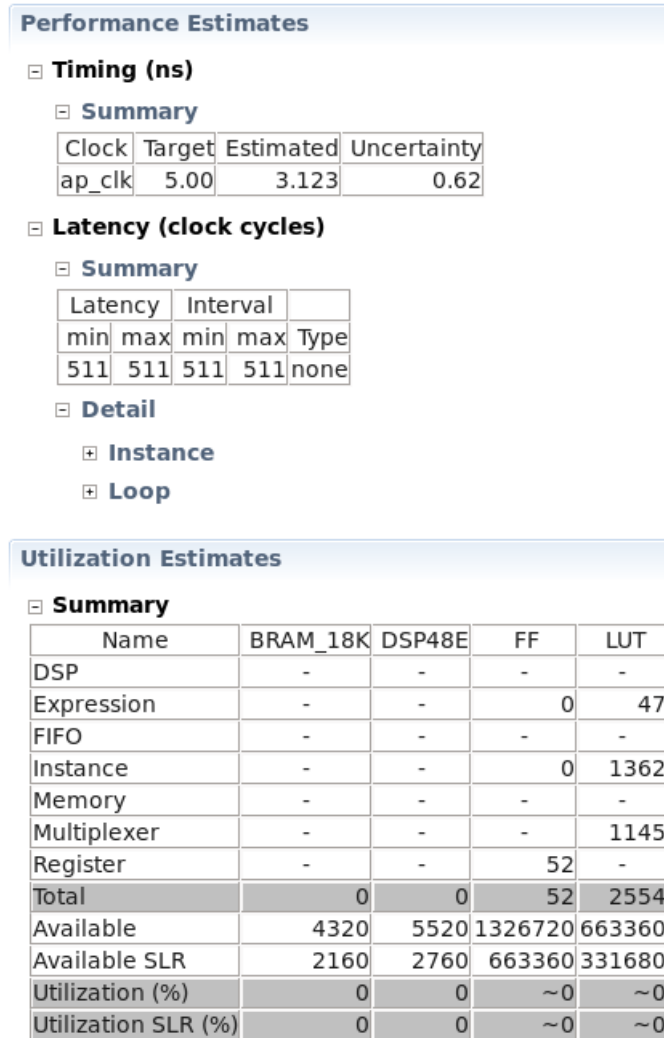 Performance Estimates
Timing (ns)
Summary
Clock Target Estimated Uncertainty
ap_clk 5.00 3.123 0.62
Latency (clock cycles)
Summary
Latency Interval
min max min max Type
511 511 511 511 none
Detail
Instance
Loop
Utilization Estimates
Summary
Name BRAM_18K DSP48E FF LUT
DSP - - - -
Expression - - 0 47
FIFO - - - -
Instance - - 0 1362
Memory - - - -
Multiplexer - - - 1145
Register - - 52 -
Total 0 0 52 2554
Available 4320 5520 1326720 663360
Available SLR 2160 2760 663360 331680
Utilization (%) 0 0 ~0 ~0
Utilization SLR (%) 0 0 ~0 ~0